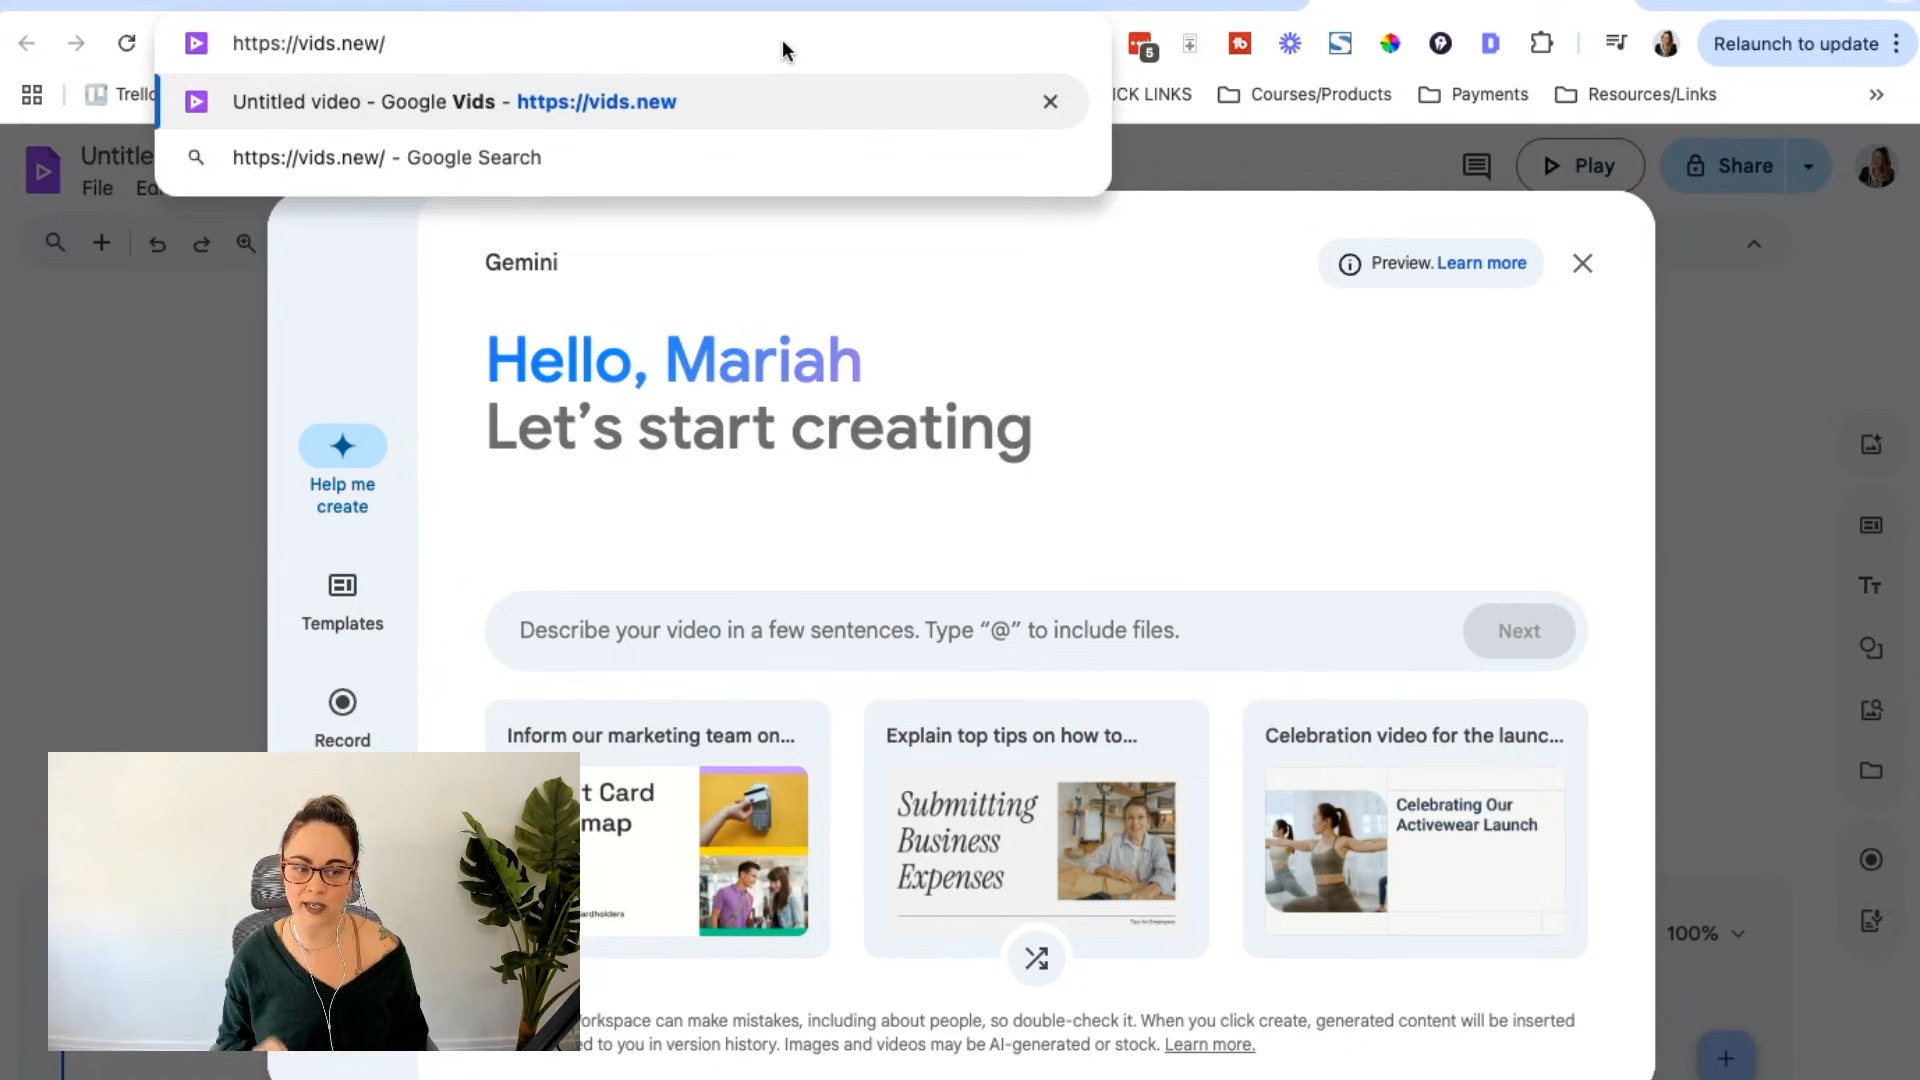 https://vids.new/
Relaunch to update
5
Untitled video - Google Vids - https://vids.new
https://vids.new/ - Google Search
Trello
ICK LINKS
Courses/Products
Payments
Resources/Links
Untitle
File
Play
Share
Gemini
Preview. Learn more
Hello, Mariah
Let's start creating
Help me
create
Templates
Record
Describe your video in a few sentences. Type “@” to include files.
Next
Inform our marketing team on...
t Card
map
ardholders
Explain top tips on how to...
Submitting
Business
Expenses
Tips for Employees
Celebration video for the launc...
Celebrating Our
Activewear Launch
100%
orkspace can make mistakes, including about people, so double-check it. When you click create, generated content will be inserted
ed to you in version history. Images and videos may be AI-generated or stock. Learn more.